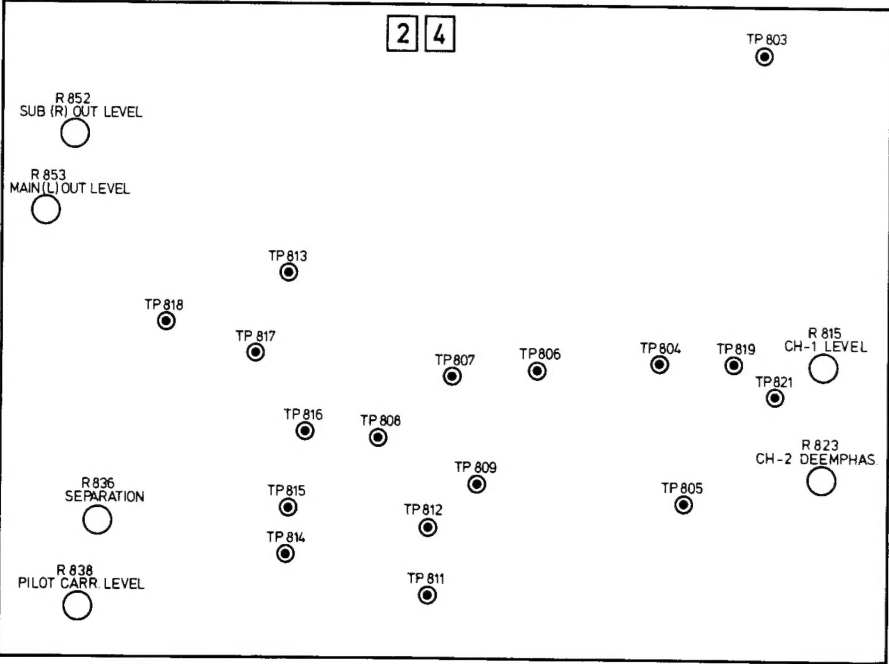 2 4
TP 803
R 852
SUB (R) OUT LEVEL
R 853
MAIN(L) OUT LEVEL
TP 813
TP 818
TP 817
R 815
CH-1 LEVEL
TP 807
TP 806
TP 804
TP 819
TP 821
TP 816
TP 808
R 823
CH-2 DEEMPHAS.
TP 809
R 836
SEPARATION
TP 815
TP 805
TP 812
TP 814
R 838
PILOT CARR. LEVEL
TP 811